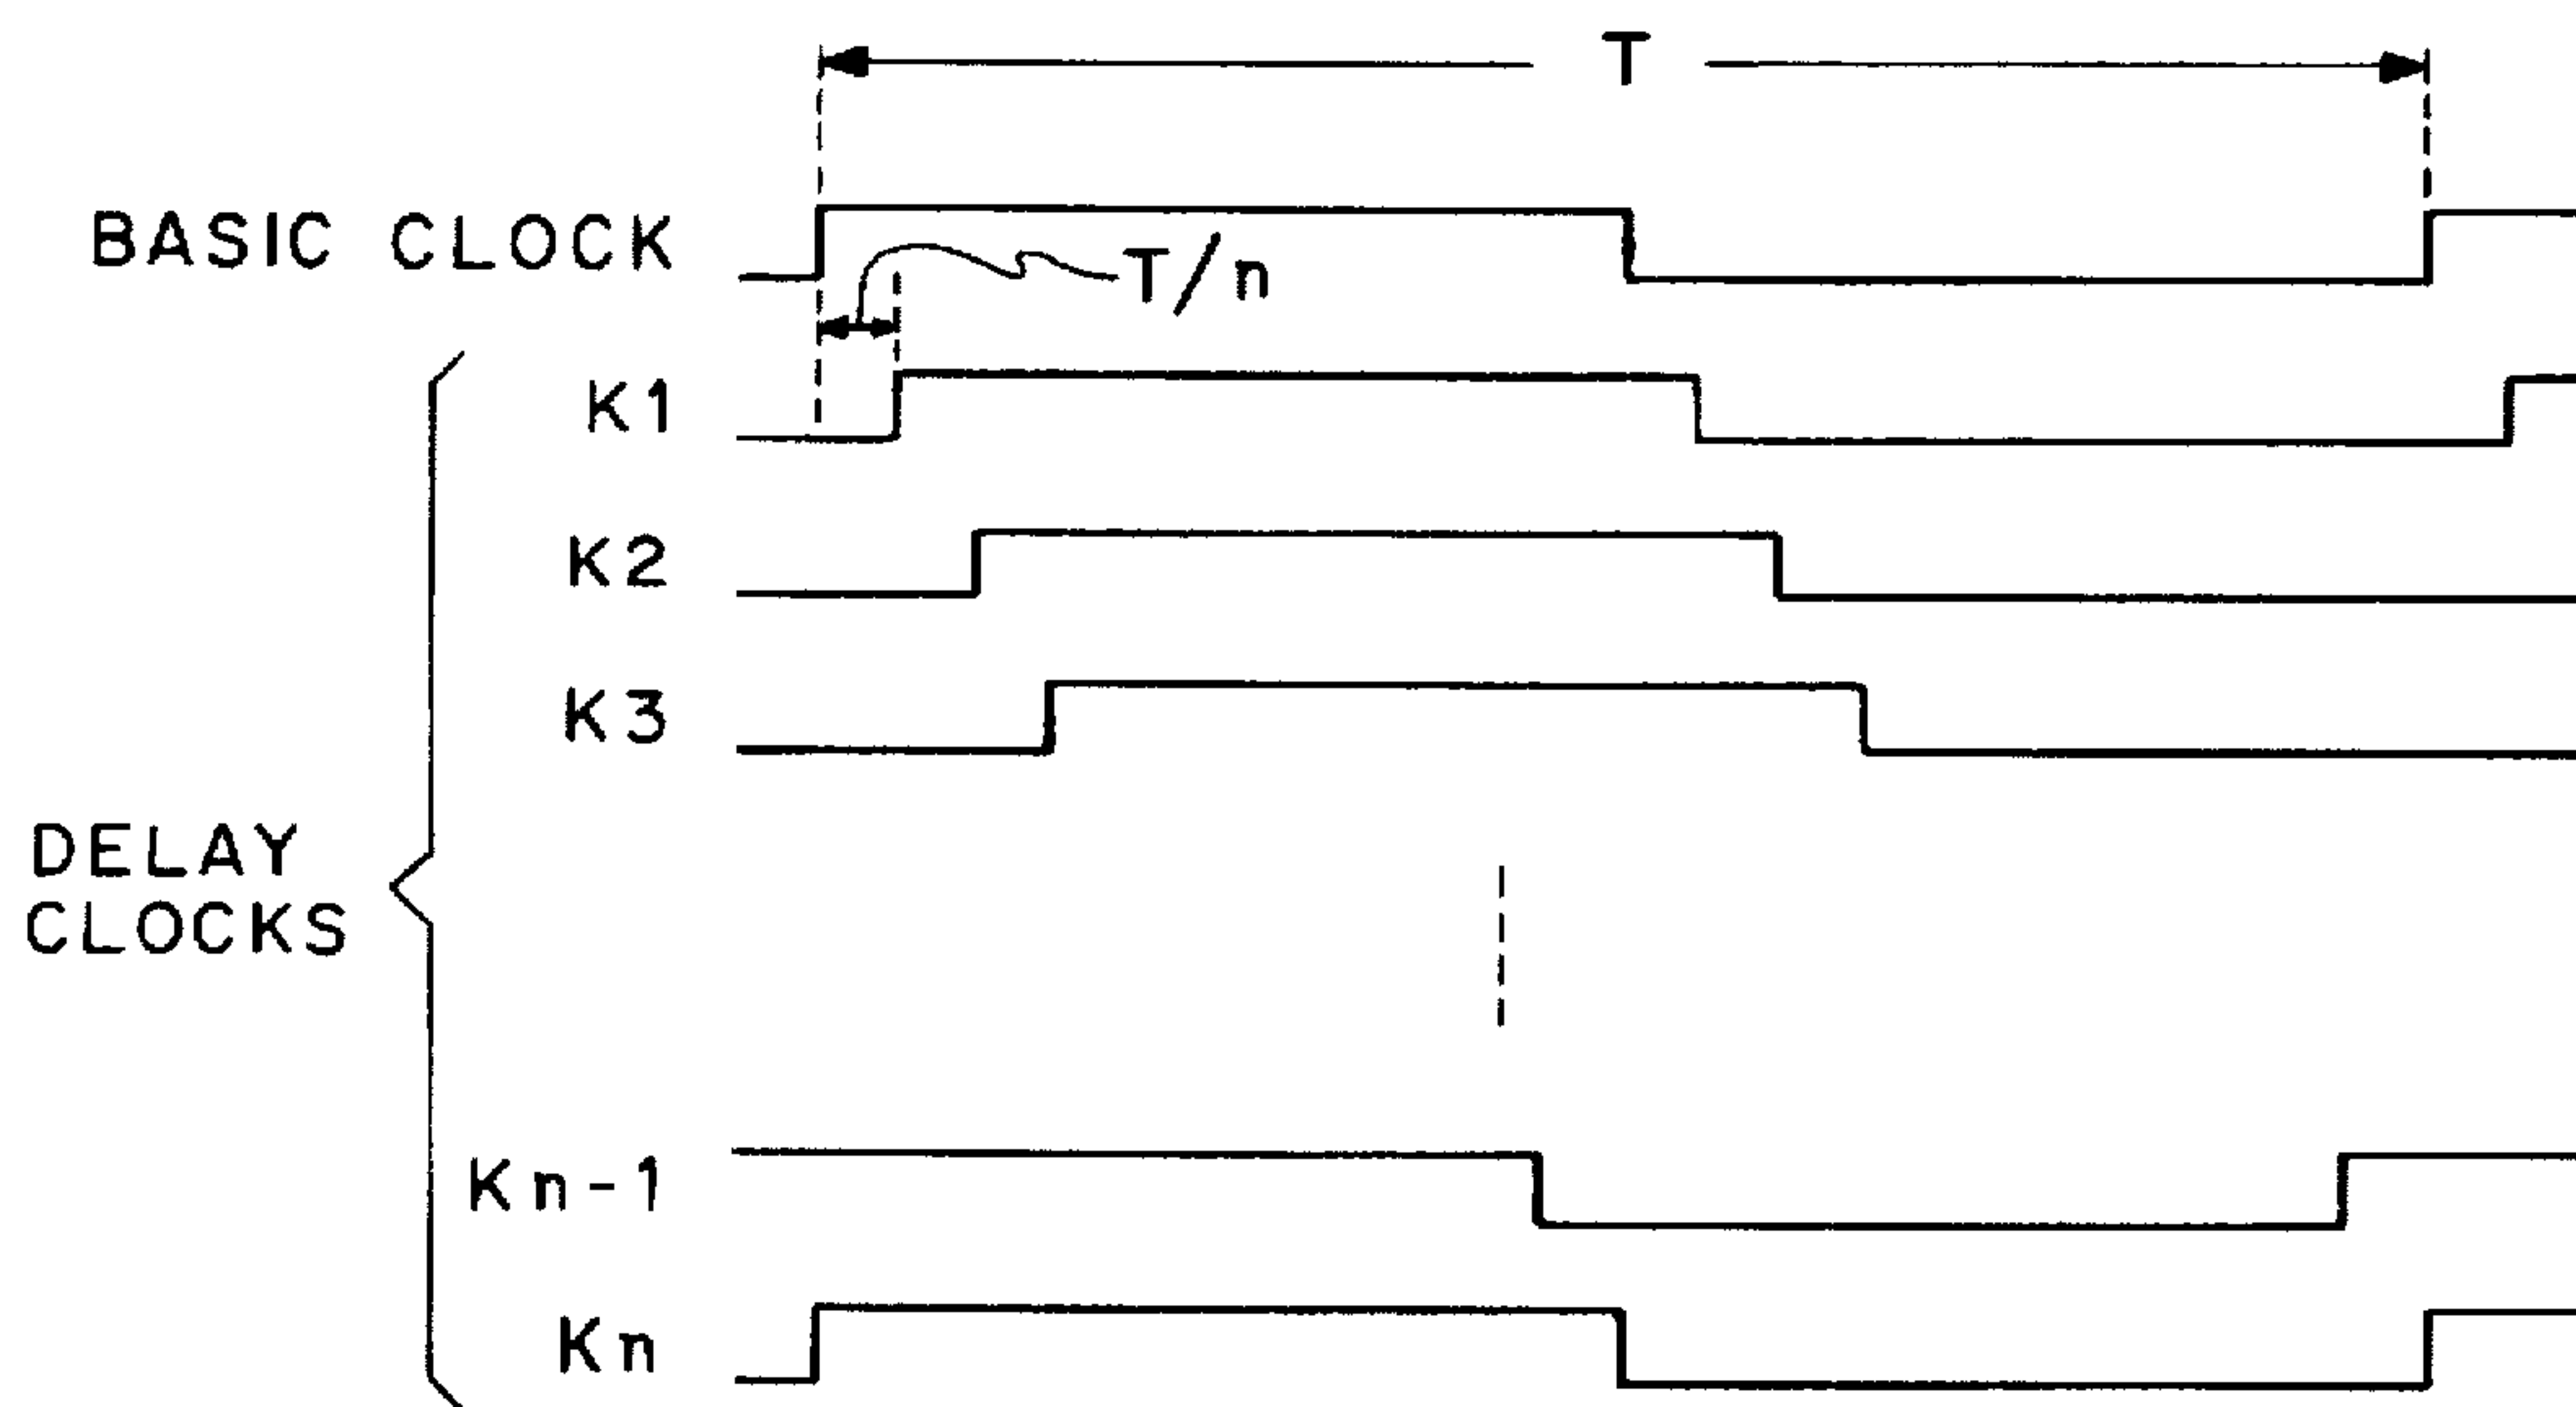 T
BASIC CLOCK
T/n
K1
K2
K3
DELAY
CLOCKS
Kn-1
Kn